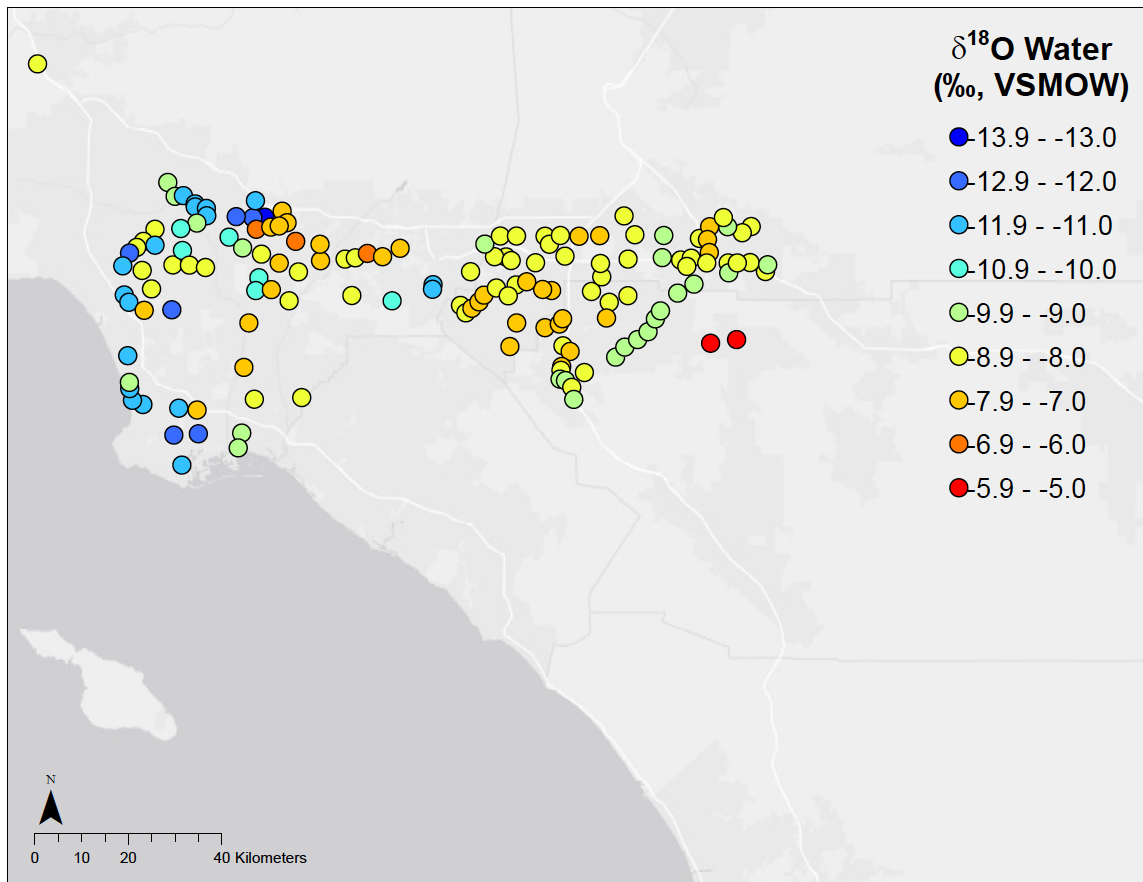 δ¹⁸O Water
(‰, VSMOW)
-13.9 - -13.0
-12.9 - -12.0
-11.9 - -11.0
-10.9 - -10.0
-9.9 - -9.0
-8.9 - -8.0
-7.9 - -7.0
-6.9 - -6.0
-5.9 - -5.0
N
0 10 20 40 Kilometers